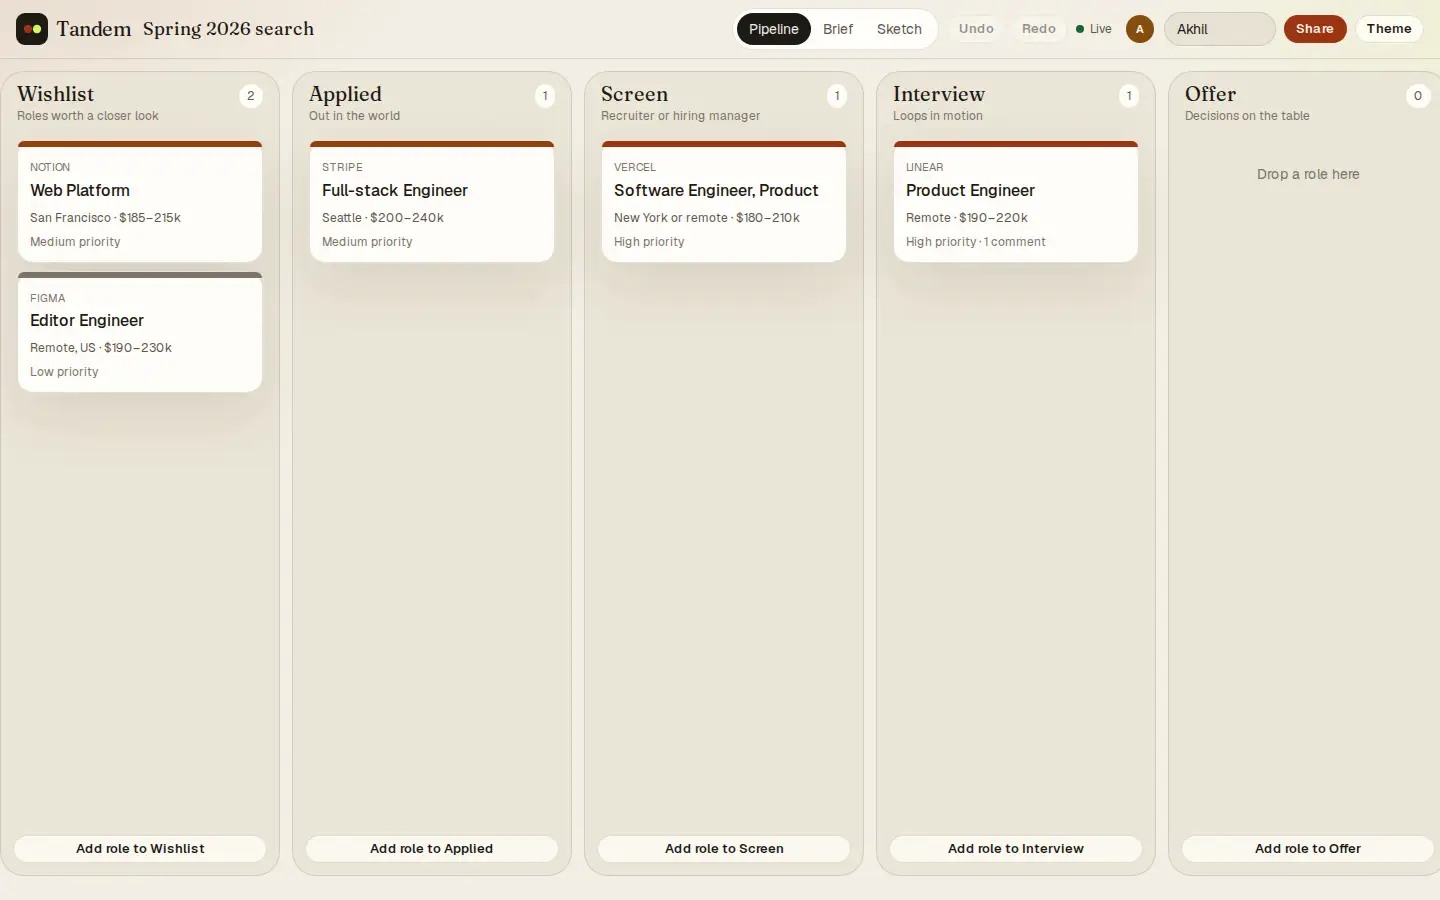 Tandem Spring 2026 search
Pipeline Brief Sketch Undo Redo Live A Akhil Share Theme
Wishlist 2
Roles worth a closer look
NOTION
Web Platform
San Francisco · $185–215k
Medium priority
FIGMA
Editor Engineer
Remote, US · $190–230k
Low priority
Add role to Wishlist
Applied 1
Out in the world
STRIPE
Full-stack Engineer
Seattle · $200–240k
Medium priority
Add role to Applied
Screen 1
Recruiter or hiring manager
VERCEL
Software Engineer, Product
New York or remote · $180–210k
High priority
Add role to Screen
Interview 1
Loops in motion
LINEAR
Product Engineer
Remote · $190–220k
High priority · 1 comment
Add role to Interview
Offer 0
Decisions on the table
Drop a role here
Add role to Offer